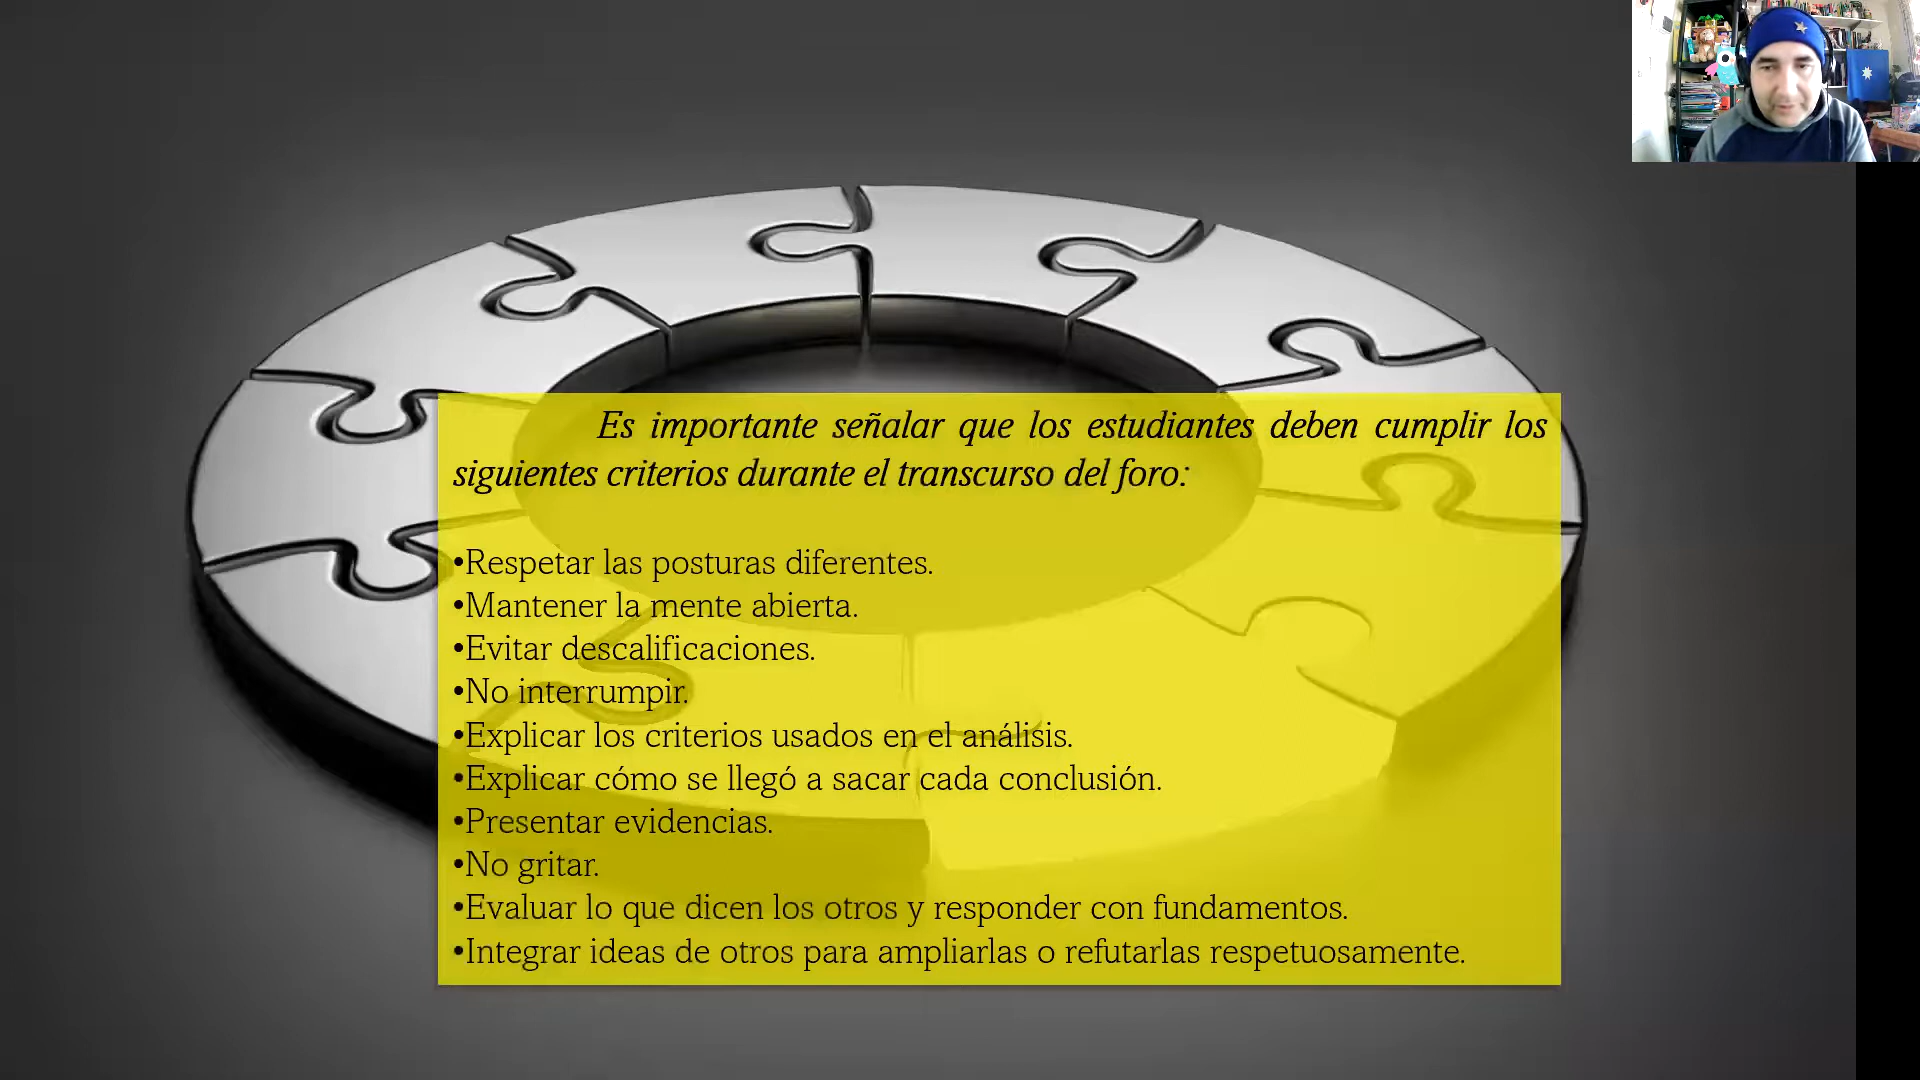 Es importante señalar que los estudiantes deben cumplir los
siguientes criterios durante el transcurso del foro:
•Respetar las posturas diferentes.
•Mantener la mente abierta.
•Evitar descalificaciones.
•No interrumpir.
•Explicar los criterios usados en el análisis.
•Explicar cómo se llegó a sacar cada conclusión.
•Presentar evidencias.
•No gritar.
•Evaluar lo que dicen los otros y responder con fundamentos.
•Integrar ideas de otros para ampliarlas o refutarlas respetuosamente.